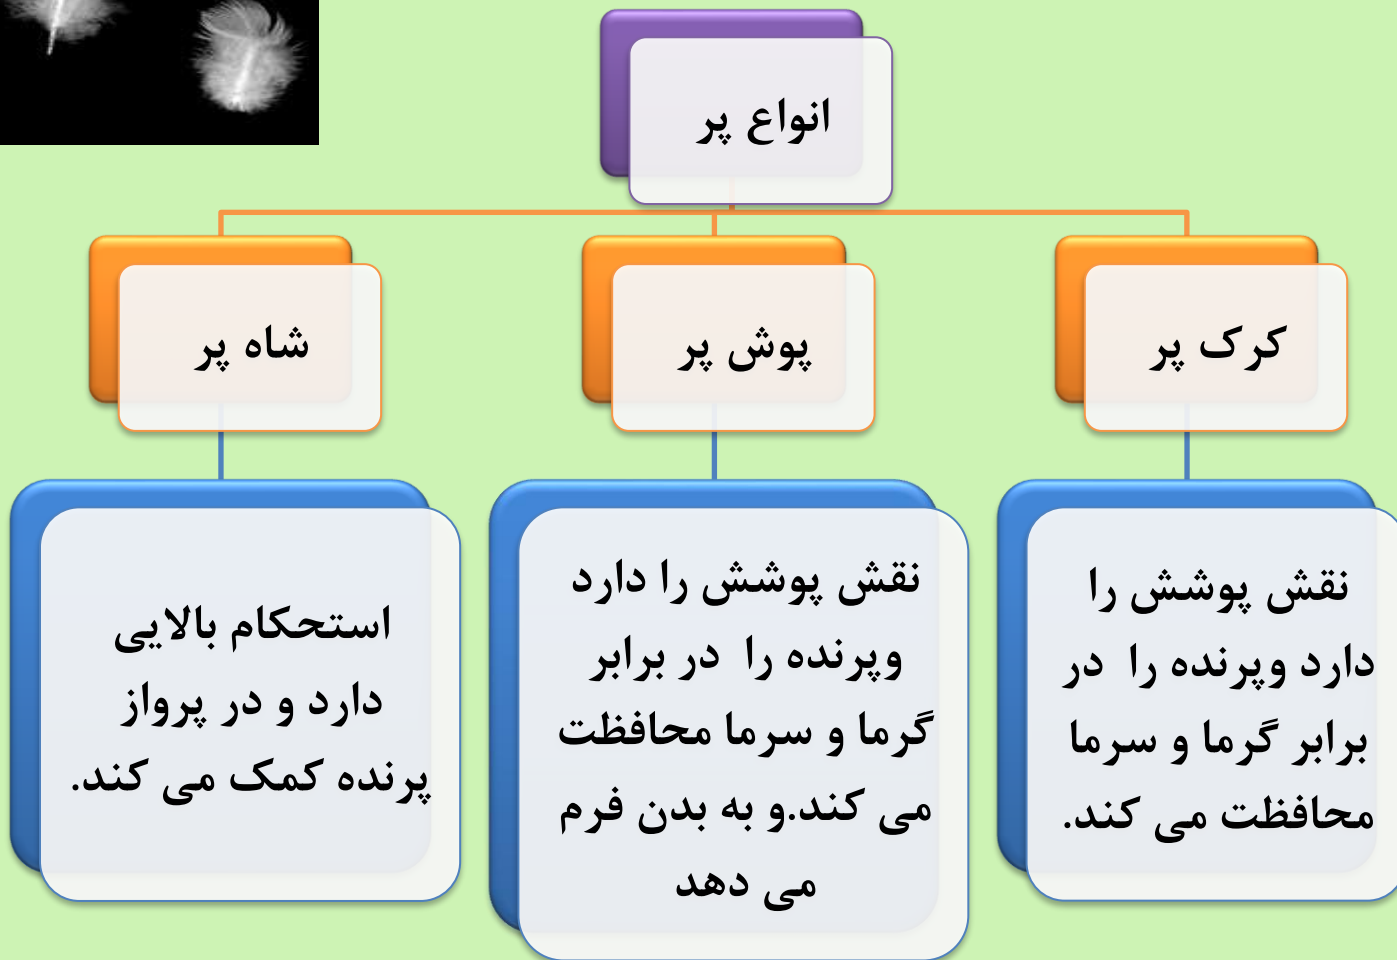 انواع پر
کرک پر
پوش پر
شاه پر
نقش پوشش را
دارد وپرنده را در
برابر گرما و سرما
محافظت می کند.
نقش پوشش را دارد
وپرنده را در برابر
گرما و سرما محافظت
می کند.و به بدن فرم
می دهد
استحکام بالایی
دارد و در پرواز
پرنده کمک می کند.